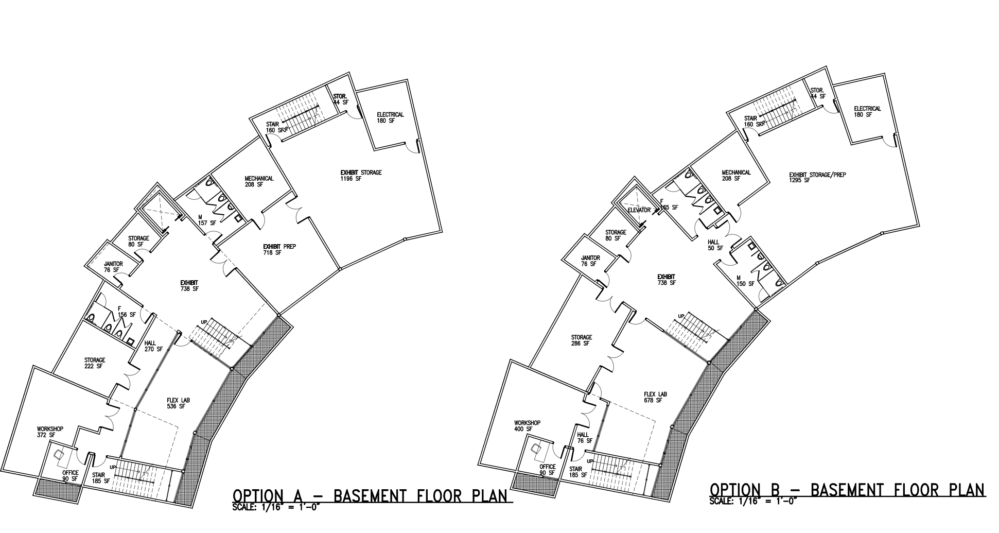 STOR.
44 SF
ELECTRICAL
180 SF
STAIR
160 SF
UP
EXHIBIT STORAGE
1196 SF
MECHANICAL
208 SF
M
157 SF
STORAGE
80 SF
EXHIBIT PREP
718 SF
JANITOR
76 SF
EXHIBIT
738 SF
F
156 SF
UP
HALL
270 SF
STORAGE
222 SF
FLEX LAB
536 SF
WORKSHOP
372 SF
OFFICE
90 SF
UP
STAIR
185 SF
OPTION A - BASEMENT FLOOR PLAN
SCALE: 1/16" = 1'-0"
STOR.
44 SF
ELECTRICAL
180 SF
STAIR
160 SF
UP
MECHANICAL
208 SF
EXHIBIT STORAGE/PREP
1295 SF
F
165 SF
ELEVATOR
STORAGE
80 SF
HALL
50 SF
JANITOR
76 SF
EXHIBIT
738 SF
M
150 SF
UP
STORAGE
286 SF
FLEX LAB
678 SF
WORKSHOP
400 SF
HALL
76 SF
UP
OFFICE
90 SF
STAIR
185 SF
OPTION B - BASEMENT FLOOR PLAN
SCALE: 1/16" = 1'-0"